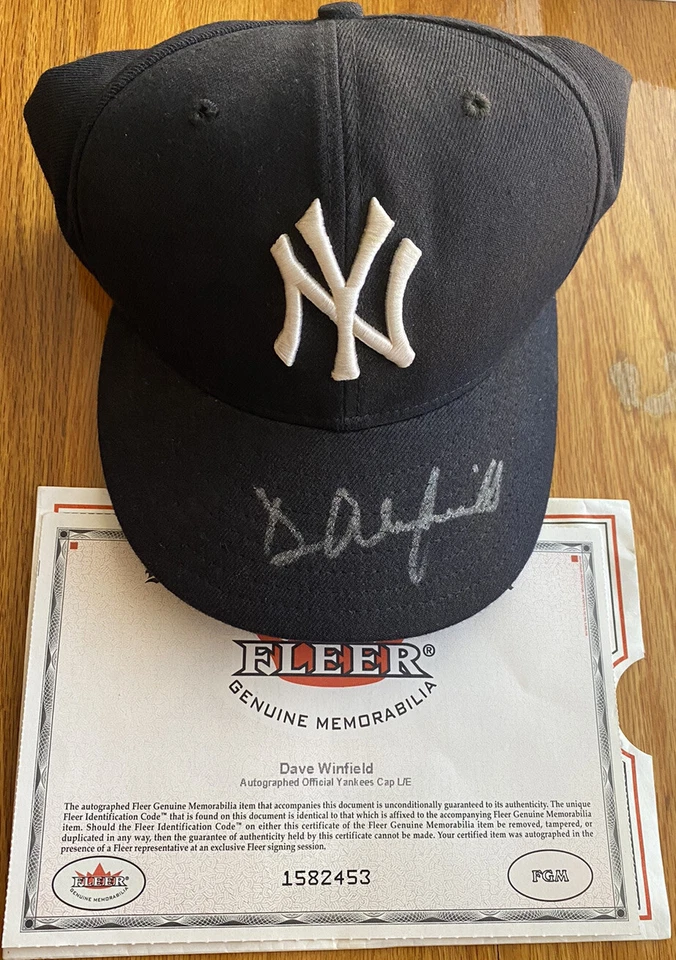 NY
D Winfield
FLEER®
GENUINE MEMORABILIA
Dave Winfield
Autographed Official Yankees Cap L/E
The autographed Fleer Genuine Memorabilia item that accompanies this document is unconditionally guaranteed to its authenticity. The unique
Fleer Identification Code™ that is found on this document is identical to that which is affixed to the accompanying Fleer Genuine Memorabilia
item. Should the Fleer Identification Code™ on either this certificate of the Fleer Genuine Memorabilia item be removed, tampered, or
duplicated in any way, then the guarantee of authenticity held by this certificate cannot be made. Your certified item was autographed in the
presence of a Fleer representative at an exclusive Fleer signing session.
FLEER
GENUINE MEMORABILIA
1582453
FGM